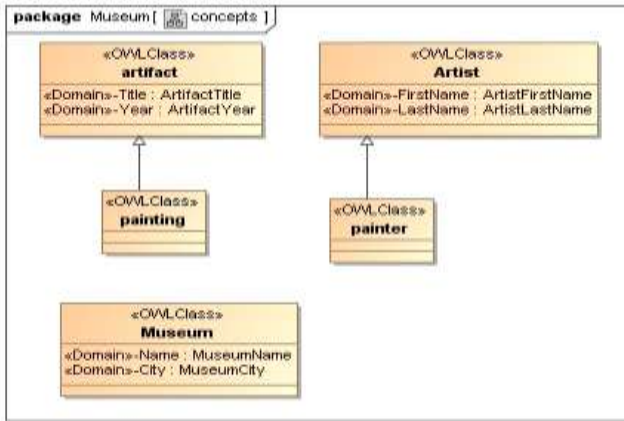 package Museum [ concepts ]
«OWLClass»
artifact
«Domain»-Title : ArtifactTitle
«Domain»-Year : ArtifactYear
«OWLClass»
Artist
«Domain»-FirstName : ArtistFirstName
«Domain»-LastName : ArtistLastName
«OWLClass»
painting
«OWLClass»
painter
«OWLClass»
Museum
«Domain»-Name : MuseumName
«Domain»-City : MuseumCity